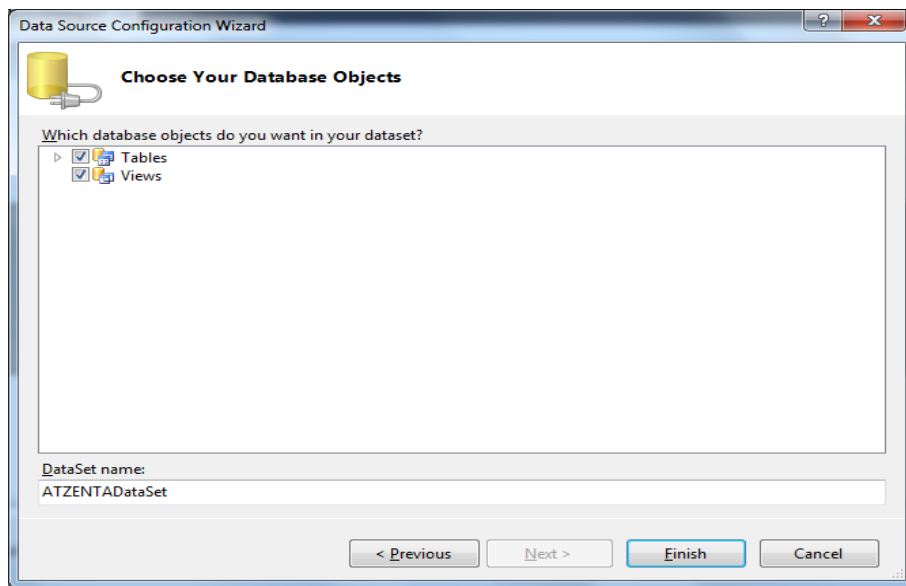 Data Source Configuration Wizard
?
Choose Your Database Objects
Which database objects do you want in your dataset?
Tables
Views
DataSet name:
ATZENTADataSet
< Previous
Next >
Finish
Cancel